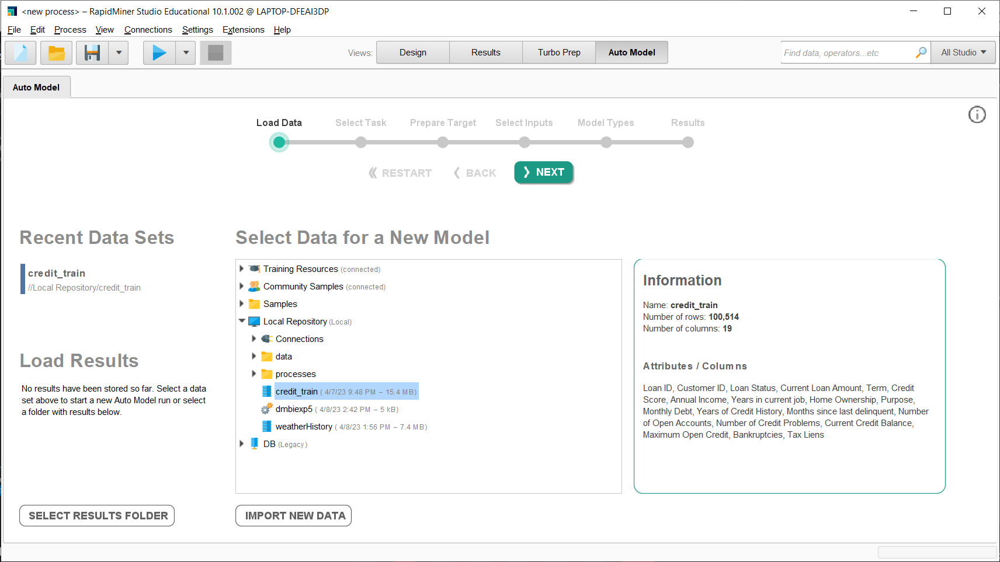 <new process> – RapidMiner Studio Educational 10.1.002 @ LAPTOP-DFEAI3DP
File Edit Process View Connections Settings Extensions Help
Views: Design Results Turbo Prep Auto Model
Find data, operators...etc
All Studio
Auto Model
Load Data Select Task Prepare Target Select Inputs Model Types Results
RESTART BACK NEXT
Recent Data Sets
credit_train
//Local Repository/credit_train
Load Results
No results have been stored so far. Select a data
set above to start a new Auto Model run or select
a folder with results below.
SELECT RESULTS FOLDER
Select Data for a New Model
Training Resources (connected)
Community Samples (connected)
Samples
Local Repository (Local)
Connections
data
processes
credit_train ( 4/7/23 9:48 PM – 15.4 MB)
dmbiexp5 ( 4/8/23 2:42 PM – 5 kB)
weatherHistory ( 4/8/23 1:56 PM – 7.4 MB)
DB (Legacy)
IMPORT NEW DATA
Information
Name: credit_train
Number of rows: 100,514
Number of columns: 19
Attributes / Columns
Loan ID, Customer ID, Loan Status, Current Loan Amount, Term, Credit
Score, Annual Income, Years in current job, Home Ownership, Purpose,
Monthly Debt, Years of Credit History, Months since last delinquent, Number
of Open Accounts, Number of Credit Problems, Current Credit Balance,
Maximum Open Credit, Bankruptcies, Tax Liens